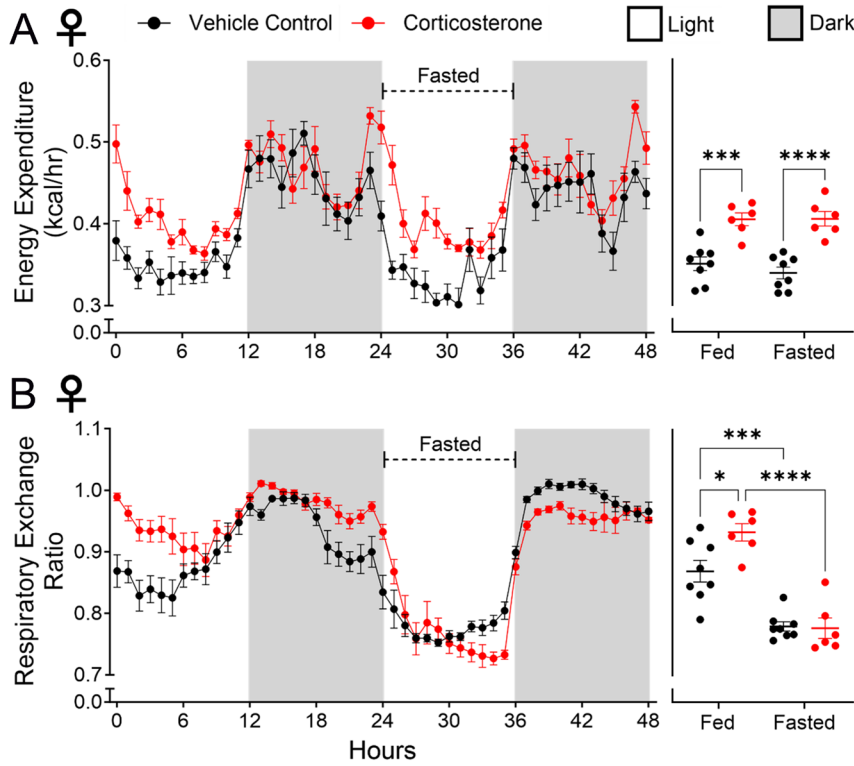 A ♀ Vehicle Control Corticosterone Light Dark
Energy Expenditure
(kcal/hr)
0.6
0.5
0.4
0.3
0.0
Fasted
0 6 12 18 24 30 36 42 48
*** ****
Fed Fasted
B ♀
Respiratory Exchange
Ratio
1.1
1.0
0.9
0.8
0.7
0.0
Fasted
0 6 12 18 24 30 36 42 48
Hours
***
* ****
Fed Fasted